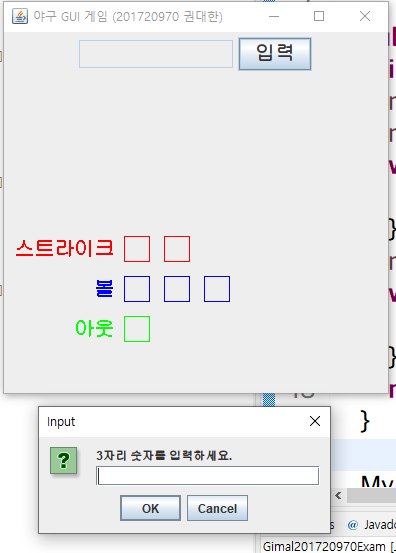 야구 GUI 게임 (201720970 권대한)
입력
스트라이크
볼
아웃
}
}
}
My
Input
3자리 숫자를 입력하세요.
OK
Cancel
s @ Javado
Gimal201720970Exam [.